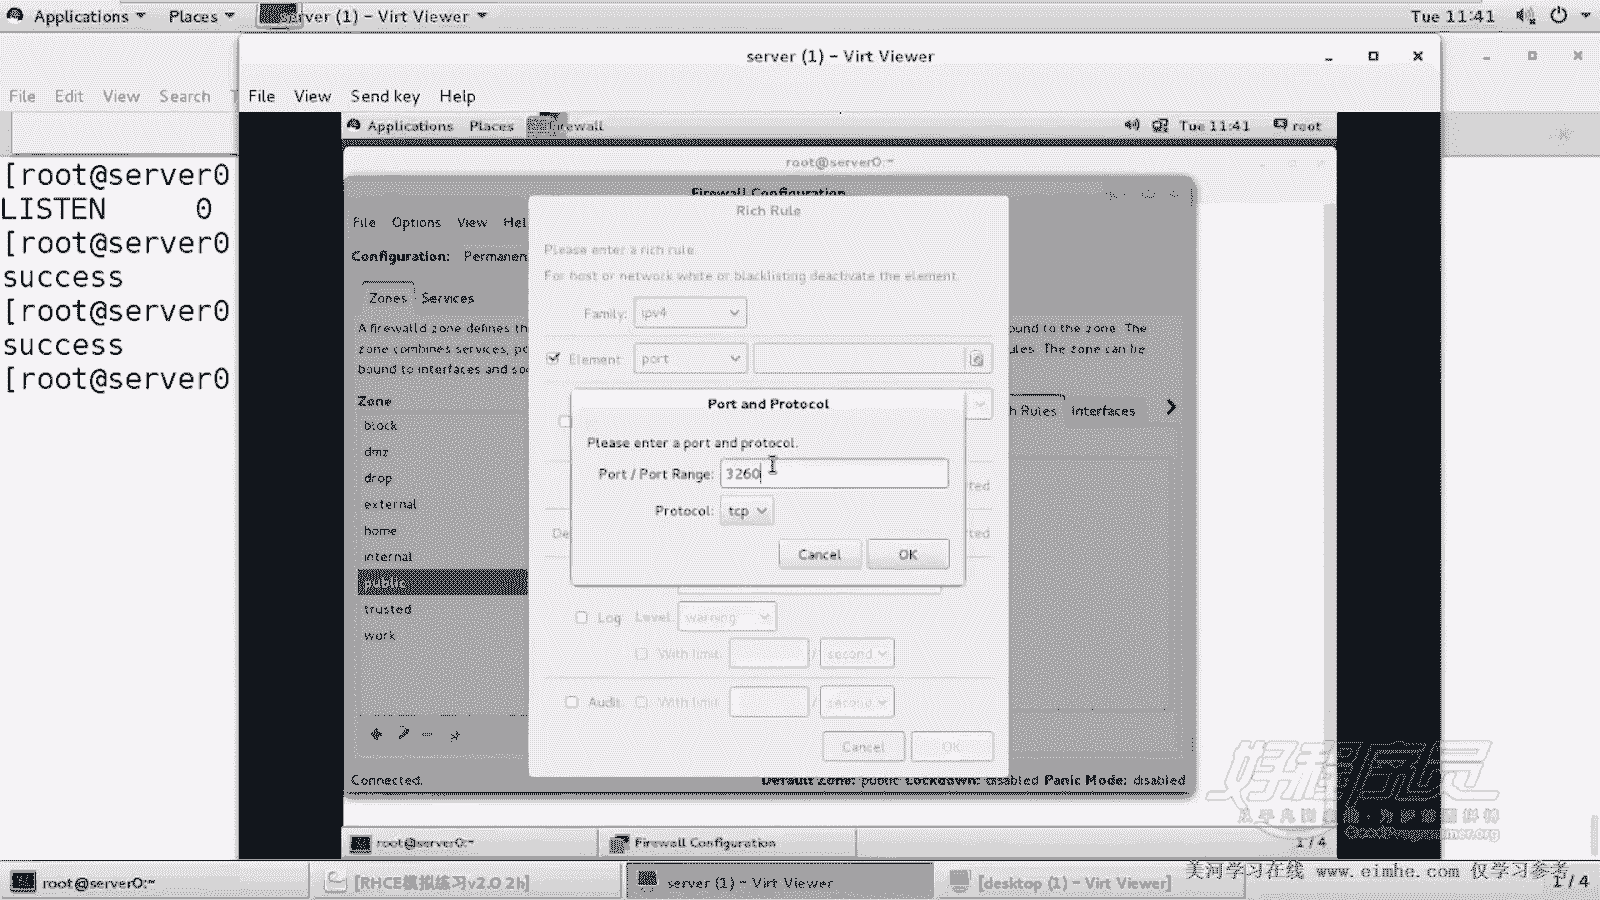 Applications Places server (1) – Virt Viewer Tue 11:41
server (1) – Virt Viewer
File Edit View Search
File View Send key Help
Applications Places Firewall Tue 11:41 root
root@server0:~
[root@server0
LISTEN 0
[root@server0
success
[root@server0
success
[root@server0
Firewall Configuration
File Options View Hel
Configuration: Permanen
Zones Services
A firewalld zone defines th
ound to the zone. The
zone combines services, po
ules. The zone can be
bound to interfaces and so
Zone
block
dmz
drop
external
home
internal
public
trusted
work
h Rules Interfaces
Rich Rule
Please enter a rich rule.
For host or network white or blacklisting deactivate the element.
Family: ipv4
Element: port
Port and Protocol
Please enter a port and protocol.
Port / Port Range: 3260
Protocol: tcp
Cancel OK
rted
De
rted
Log Level: warning
With limit: / second
Audit: With limit: / second
Cancel OK
Connected.
Default Zone: public Lockdown: disabled Panic Mode: disabled
root@server0:~ Firewall Configuration 1 / 4
好程序员
GoodProgrammer.org
美河学习在线 www.eimhe.com 仅学习参考
root@server0:~ [RHCE模拟练习v2.0 2h] server (1) – Virt Viewer [desktop (1) – Virt Viewer] 1 / 4